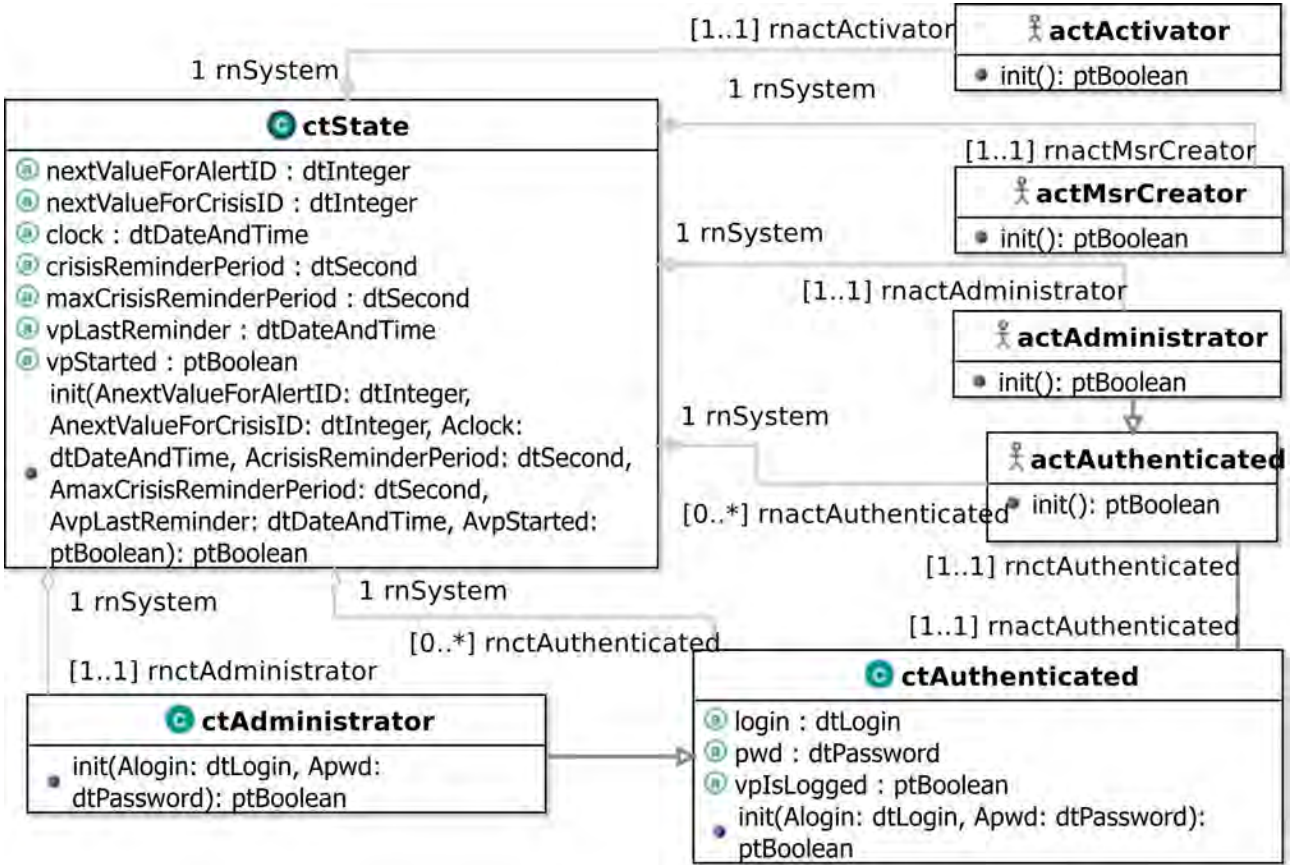 [1..1] rnactActivator
actActivator
init(): ptBoolean
1 rnSystem
1 rnSystem
ctState
nextValueForAlertID : dtInteger
nextValueForCrisisID : dtInteger
clock : dtDateAndTime
crisisReminderPeriod : dtSecond
maxCrisisReminderPeriod : dtSecond
vpLastReminder : dtDateAndTime
vpStarted : ptBoolean
init(AnextValueForAlertID: dtInteger,
AnextValueForCrisisID: dtInteger, Aclock:
dtDateAndTime, AcrisisReminderPeriod: dtSecond,
AmaxCrisisReminderPeriod: dtSecond,
AvpLastReminder: dtDateAndTime, AvpStarted:
ptBoolean): ptBoolean
[1..1] rnactMsrCreator
actMsrCreator
init(): ptBoolean
1 rnSystem
[1..1] rnactAdministrator
actAdministrator
init(): ptBoolean
1 rnSystem
actAuthenticated
init(): ptBoolean
[0..*] rnactAuthenticated
[1..1] rnctAuthenticated
1 rnSystem
1 rnSystem
[0..*] rnctAuthenticated
[1..1] rnactAuthenticated
[1..1] rnctAdministrator
ctAdministrator
init(Alogin: dtLogin, Apwd:
dtPassword): ptBoolean
ctAuthenticated
login : dtLogin
pwd : dtPassword
vpIsLogged : ptBoolean
init(Alogin: dtLogin, Apwd: dtPassword):
ptBoolean